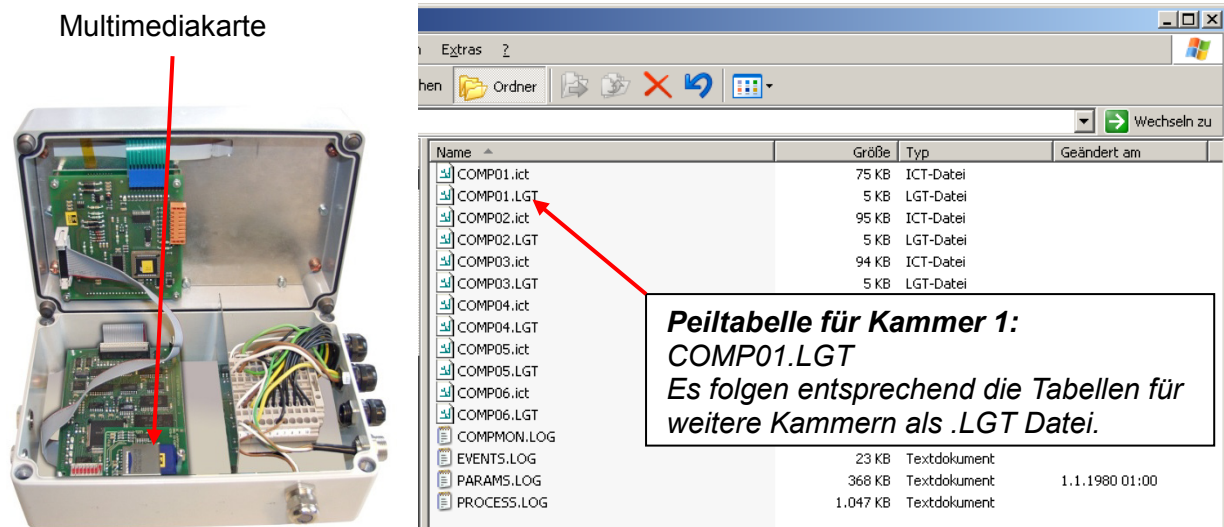 Multimediakarte
Extras ?
hen Ordner
Wechseln zu
Name Größe Typ Geändert am
COMP01.ict 75 KB ICT-Datei
COMP01.LGT 5 KB LGT-Datei
COMP02.ict 95 KB ICT-Datei
COMP02.LGT 5 KB LGT-Datei
COMP03.ict 94 KB ICT-Datei
COMP03.LGT 5 KB LGT-Datei
COMP04.ict
COMP04.LGT
COMP05.ict
COMP05.LGT
COMP06.ict
COMP06.LGT
COMPMON.LOG
EVENTS.LOG 23 KB Textdokument
PARAMS.LOG 368 KB Textdokument 1.1.1980 01:00
PROCESS.LOG 1.047 KB Textdokument
Peiltabelle für Kammer 1:
COMP01.LGT
Es folgen entsprechend die Tabellen für
weitere Kammern als .LGT Datei.